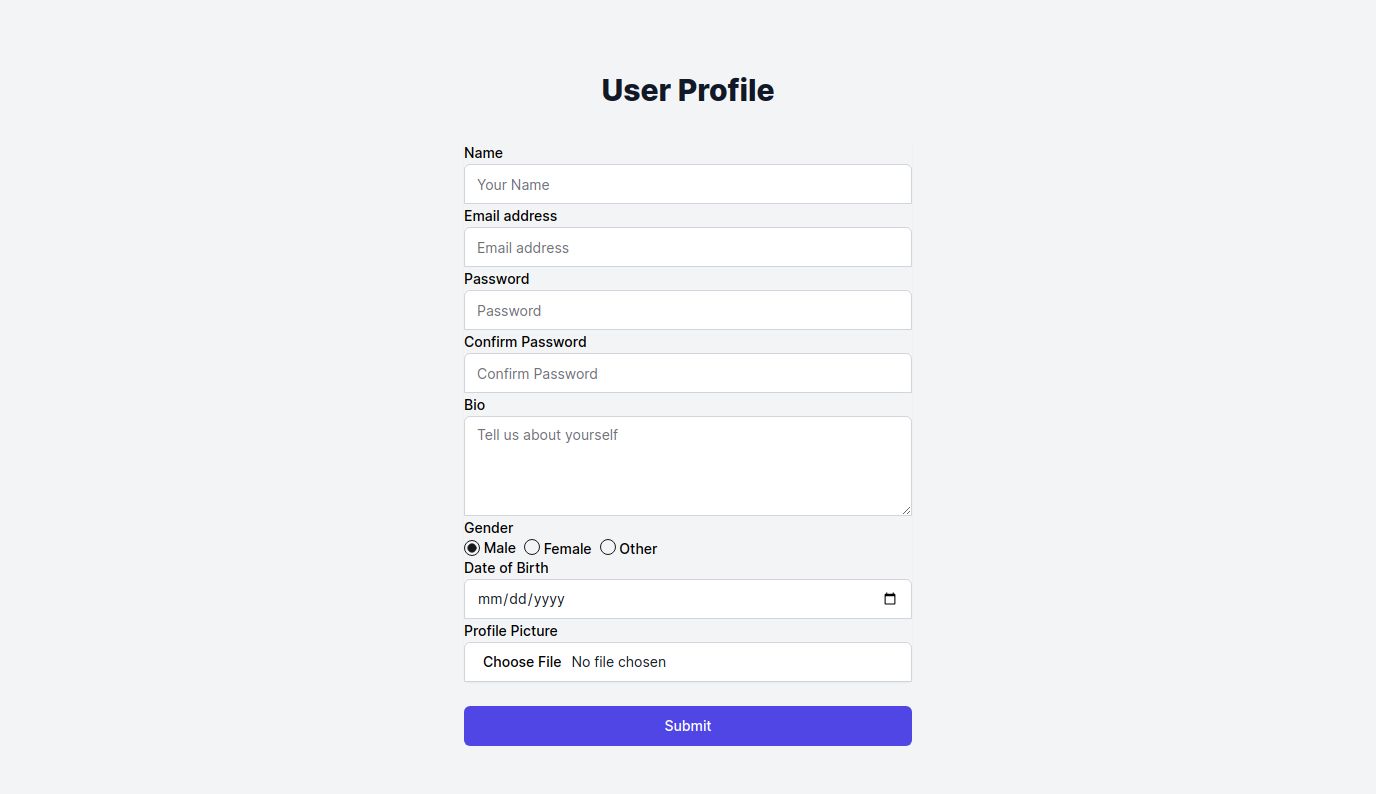 User Profile
Name
Your Name
Email address
Email address
Password
Password
Confirm Password
Confirm Password
Bio
Tell us about yourself
Gender
Male Female Other
Date of Birth
mm/dd/yyyy
Profile Picture
Choose File No file chosen
Submit